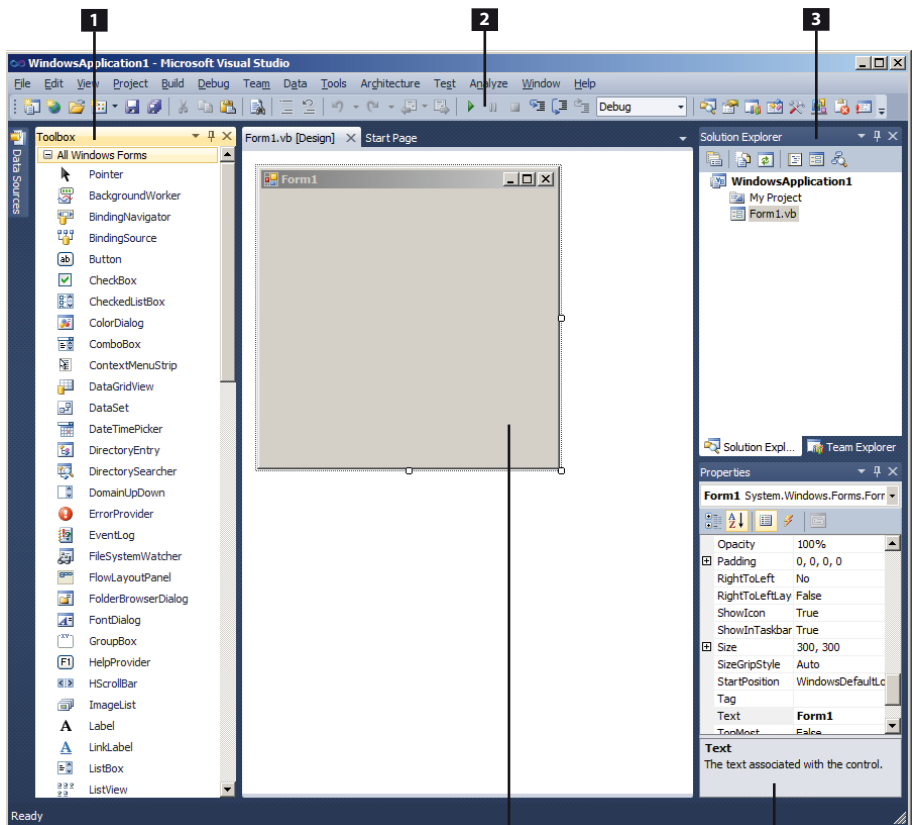 1
2
3
WindowsApplication1 - Microsoft Visual Studio
File Edit View Project Build Debug Team Data Tools Architecture Test Analyze Window Help
Debug
Data Sources
Toolbox
All Windows Forms
Pointer
BackgroundWorker
BindingNavigator
BindingSource
Button
CheckBox
CheckedListBox
ColorDialog
ComboBox
ContextMenuStrip
DataGridView
DataSet
DateTimePicker
DirectoryEntry
DirectorySearcher
DomainUpDown
ErrorProvider
EventLog
FileSystemWatcher
FlowLayoutPanel
FolderBrowserDialog
FontDialog
GroupBox
HelpProvider
HScrollBar
ImageList
Label
LinkLabel
ListBox
ListView
Form1.vb [Design] Start Page
Form1
Solution Explorer
WindowsApplication1
My Project
Form1.vb
Solution Expl... Team Explorer
Properties
Form1 System.Windows.Forms.Forr
Opacity 100%
Padding 0, 0, 0, 0
RightToLeft No
RightToLeftLay False
ShowIcon True
ShowInTaskbar True
Size 300, 300
SizeGripStyle Auto
StartPosition WindowsDefaultLo
Tag
Text Form1
TopMost False
Text
The text associated with the control.
Ready